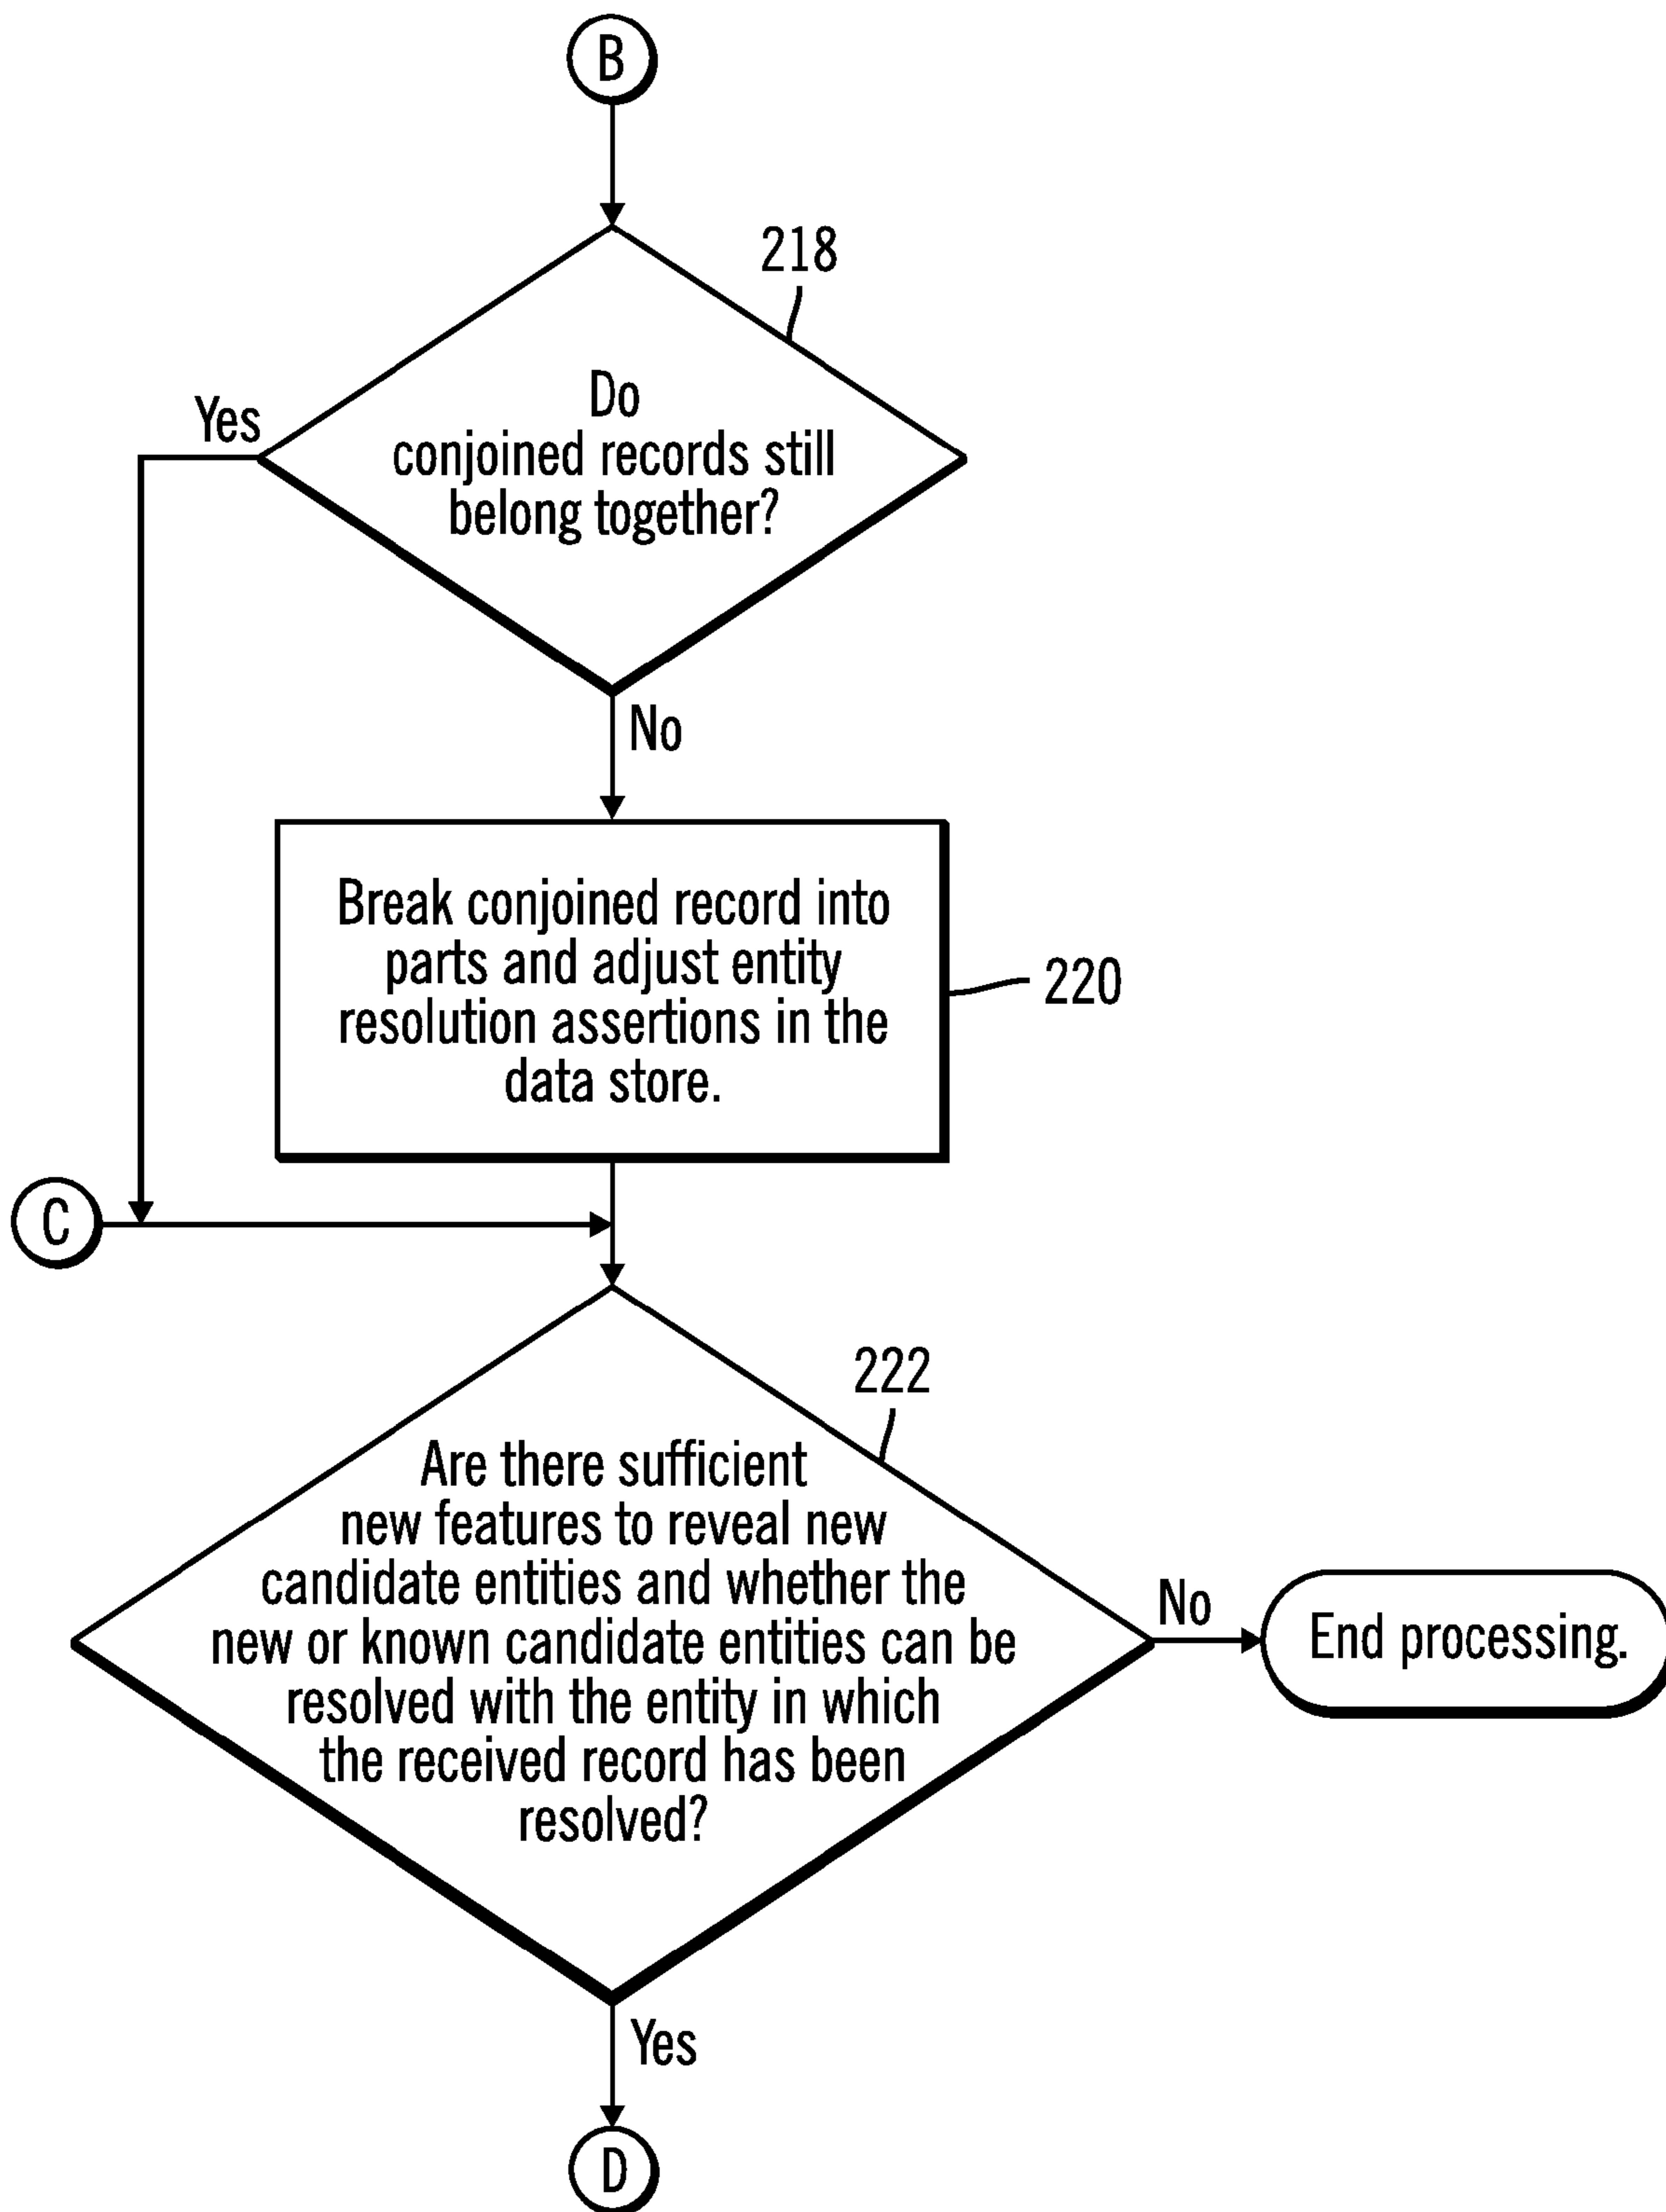 B
218
Do
conjoined records still
belong together?
Yes
No
Break conjoined record into
parts and adjust entity
resolution assertions in the
data store.
220
C
222
Are there sufficient
new features to reveal new
candidate entities and whether the
new or known candidate entities can be
resolved with the entity in which
the received record has been
resolved?
No
End processing.
Yes
D